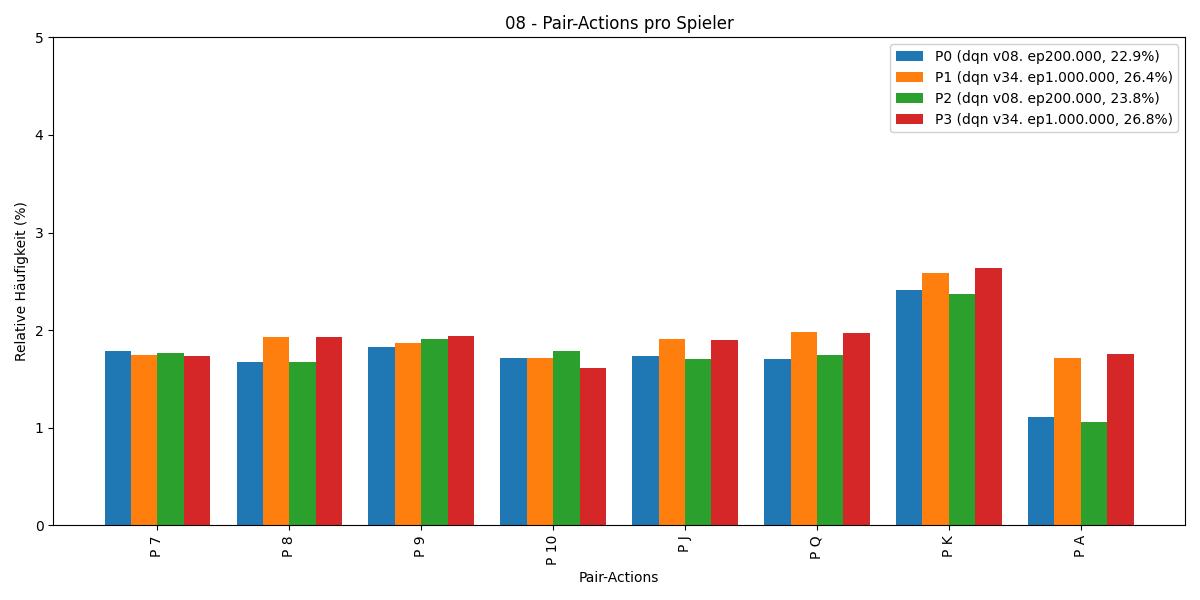 08 - Pair-Actions pro Spieler
P0 (dqn v08. ep200.000, 22.9%)
P1 (dqn v34. ep1.000.000, 26.4%)
P2 (dqn v08. ep200.000, 23.8%)
P3 (dqn v34. ep1.000.000, 26.8%)
Relative Häufigkeit (%)
5
4
3
2
1
0
P 7
P 8
P 9
P 10
P J
P Q
P K
P A
Pair-Actions